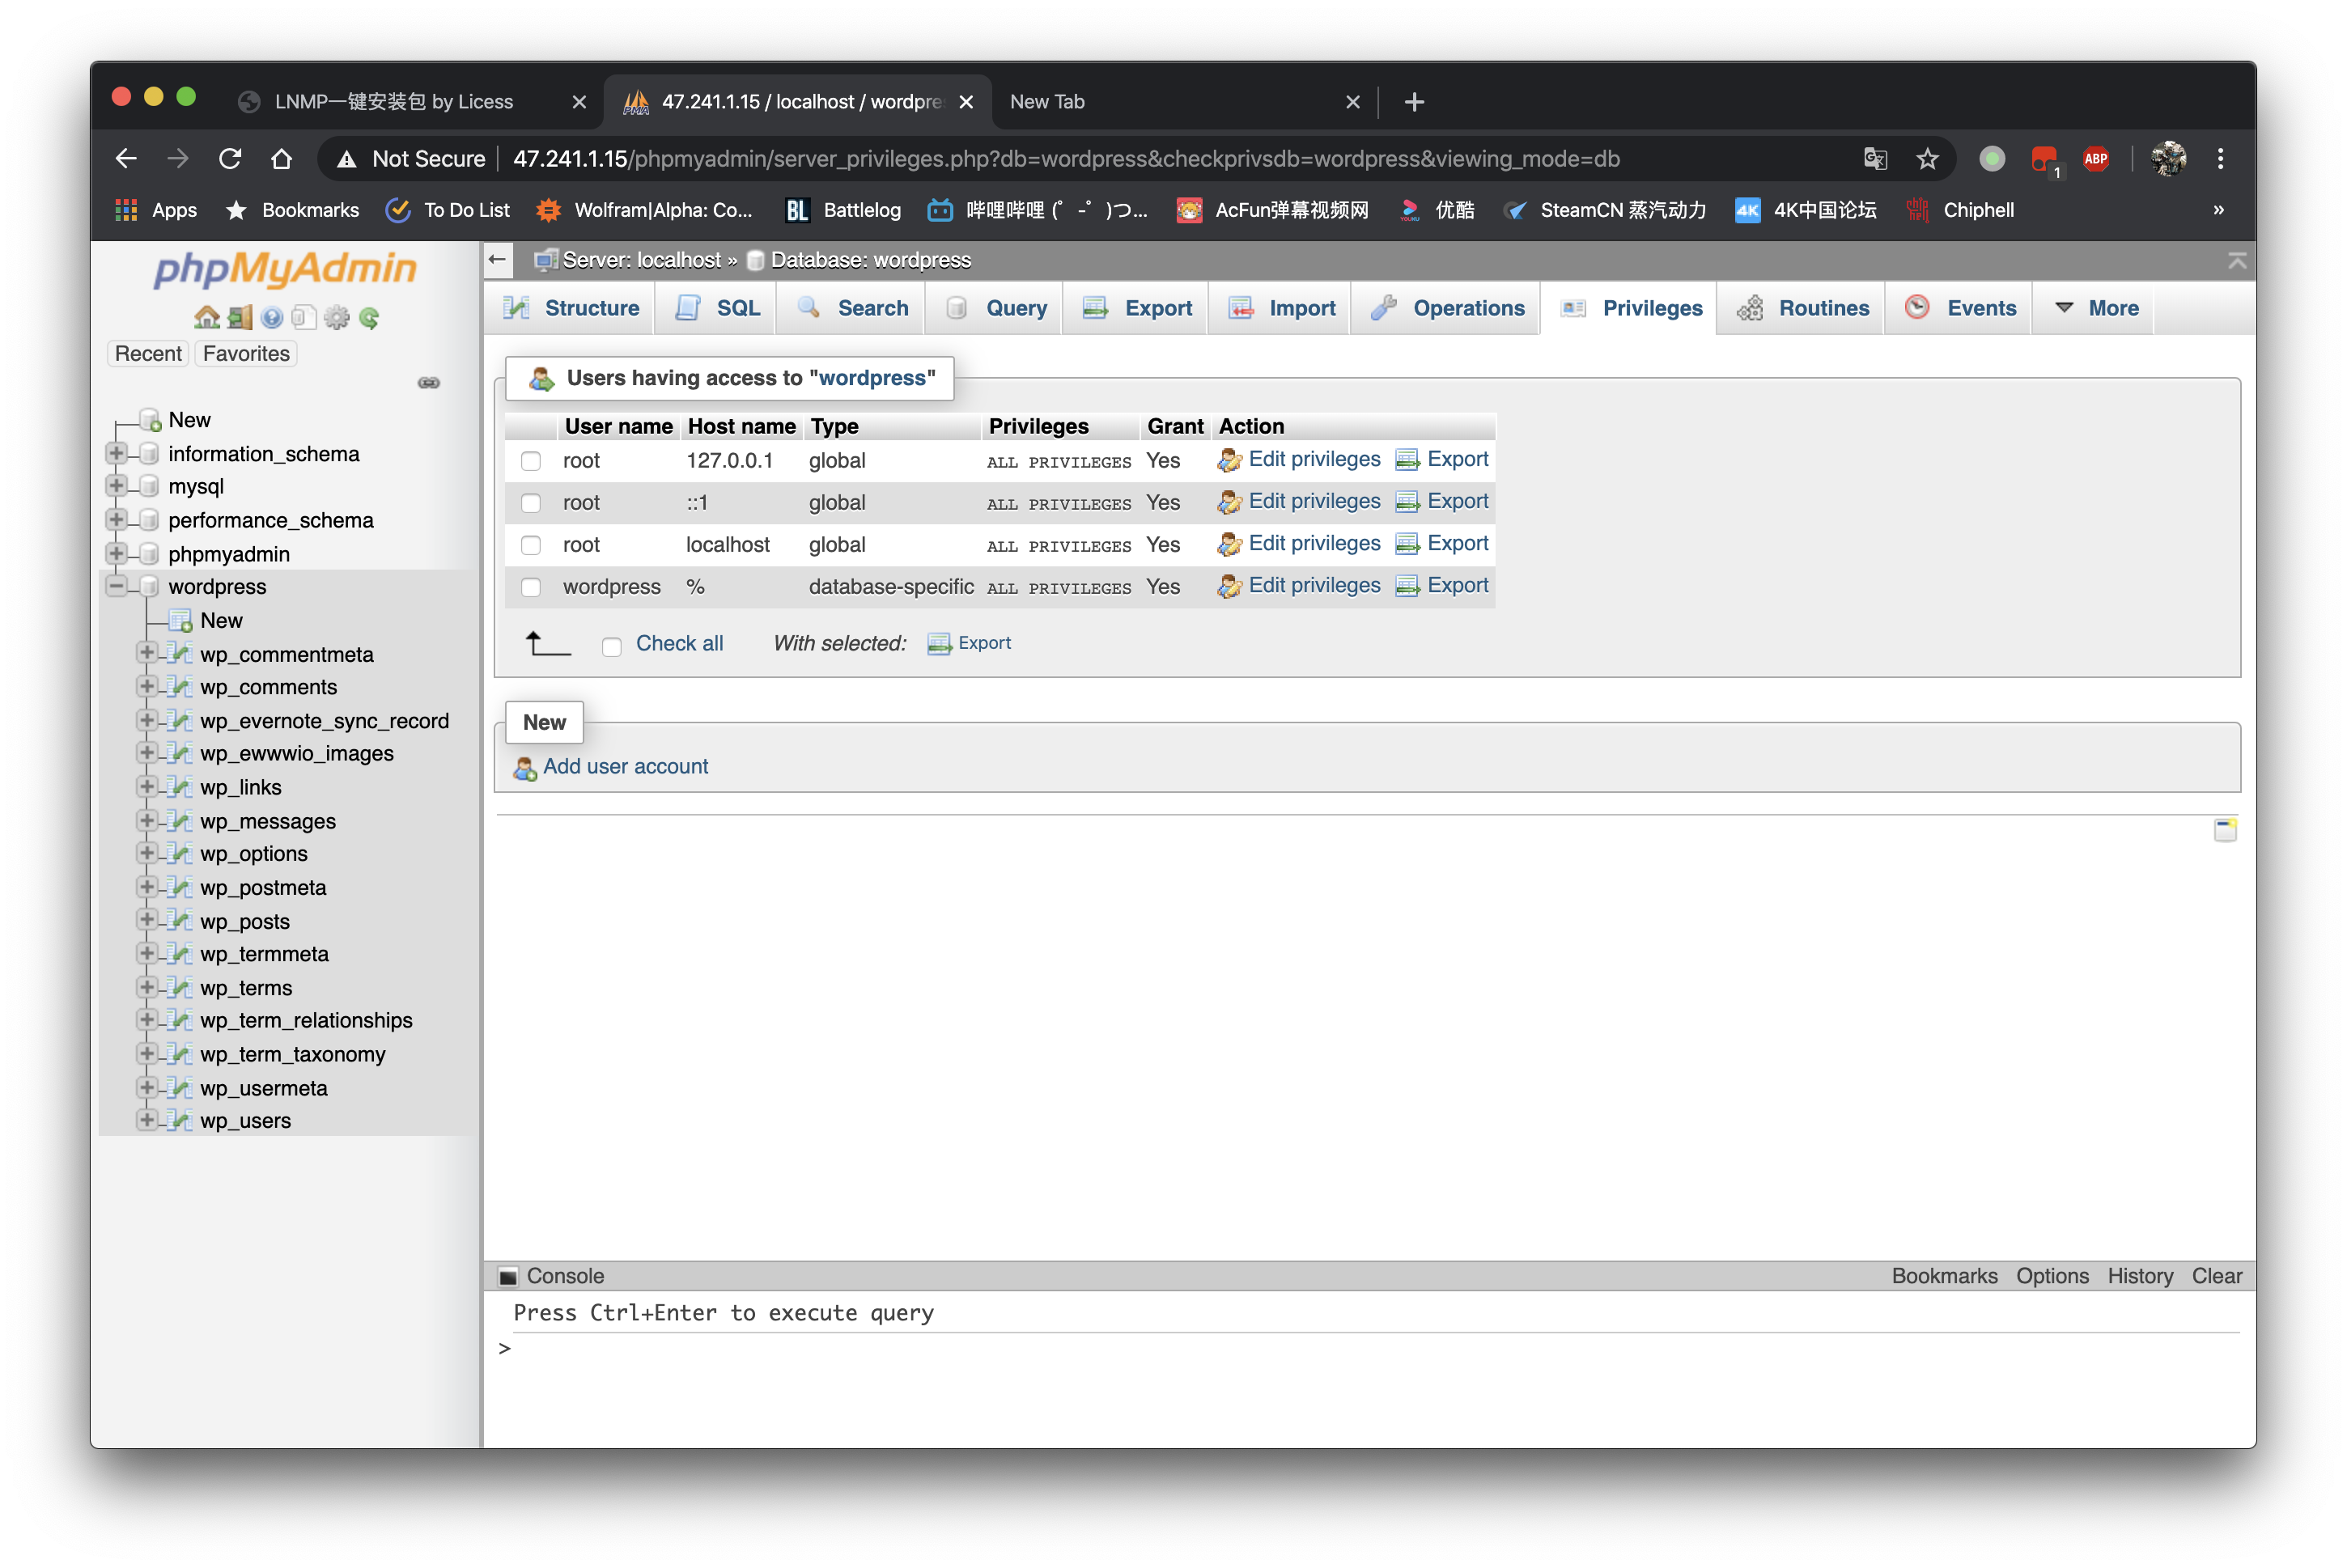 LNMP一键安装包 by Licess
47.241.1.15 / localhost / wordpre
New Tab
Not Secure
47.241.1.15/phpmyadmin/server_privileges.php?db=wordpress&checkprivsdb=wordpress&viewing_mode=db
1
ABP
Apps
Bookmarks
To Do List
Wolfram|Alpha: Co...
BL Battlelog
哔哩哔哩 (゜-゜)つ...
AcFun弹幕视频网
优酷
SteamCN 蒸汽动力
4K 4K中国论坛
Chiphell
»
phpMyAdmin
Recent
Favorites
New
information_schema
mysql
performance_schema
phpmyadmin
wordpress
New
wp_commentmeta
wp_comments
wp_evernote_sync_record
wp_ewwwio_images
wp_links
wp_messages
wp_options
wp_postmeta
wp_posts
wp_termmeta
wp_terms
wp_term_relationships
wp_term_taxonomy
wp_usermeta
wp_users
Server: localhost » Database: wordpress
Structure
SQL
Search
Query
Export
Import
Operations
Privileges
Routines
Events
More
Users having access to "wordpress"
User name Host name Type Privileges Grant Action
root 127.0.0.1 global ALL PRIVILEGES Yes Edit privileges Export
root ::1 global ALL PRIVILEGES Yes Edit privileges Export
root localhost global ALL PRIVILEGES Yes Edit privileges Export
wordpress % database-specific ALL PRIVILEGES Yes Edit privileges Export
Check all With selected: Export
New
Add user account
Console
Bookmarks Options History Clear
Press Ctrl+Enter to execute query
>